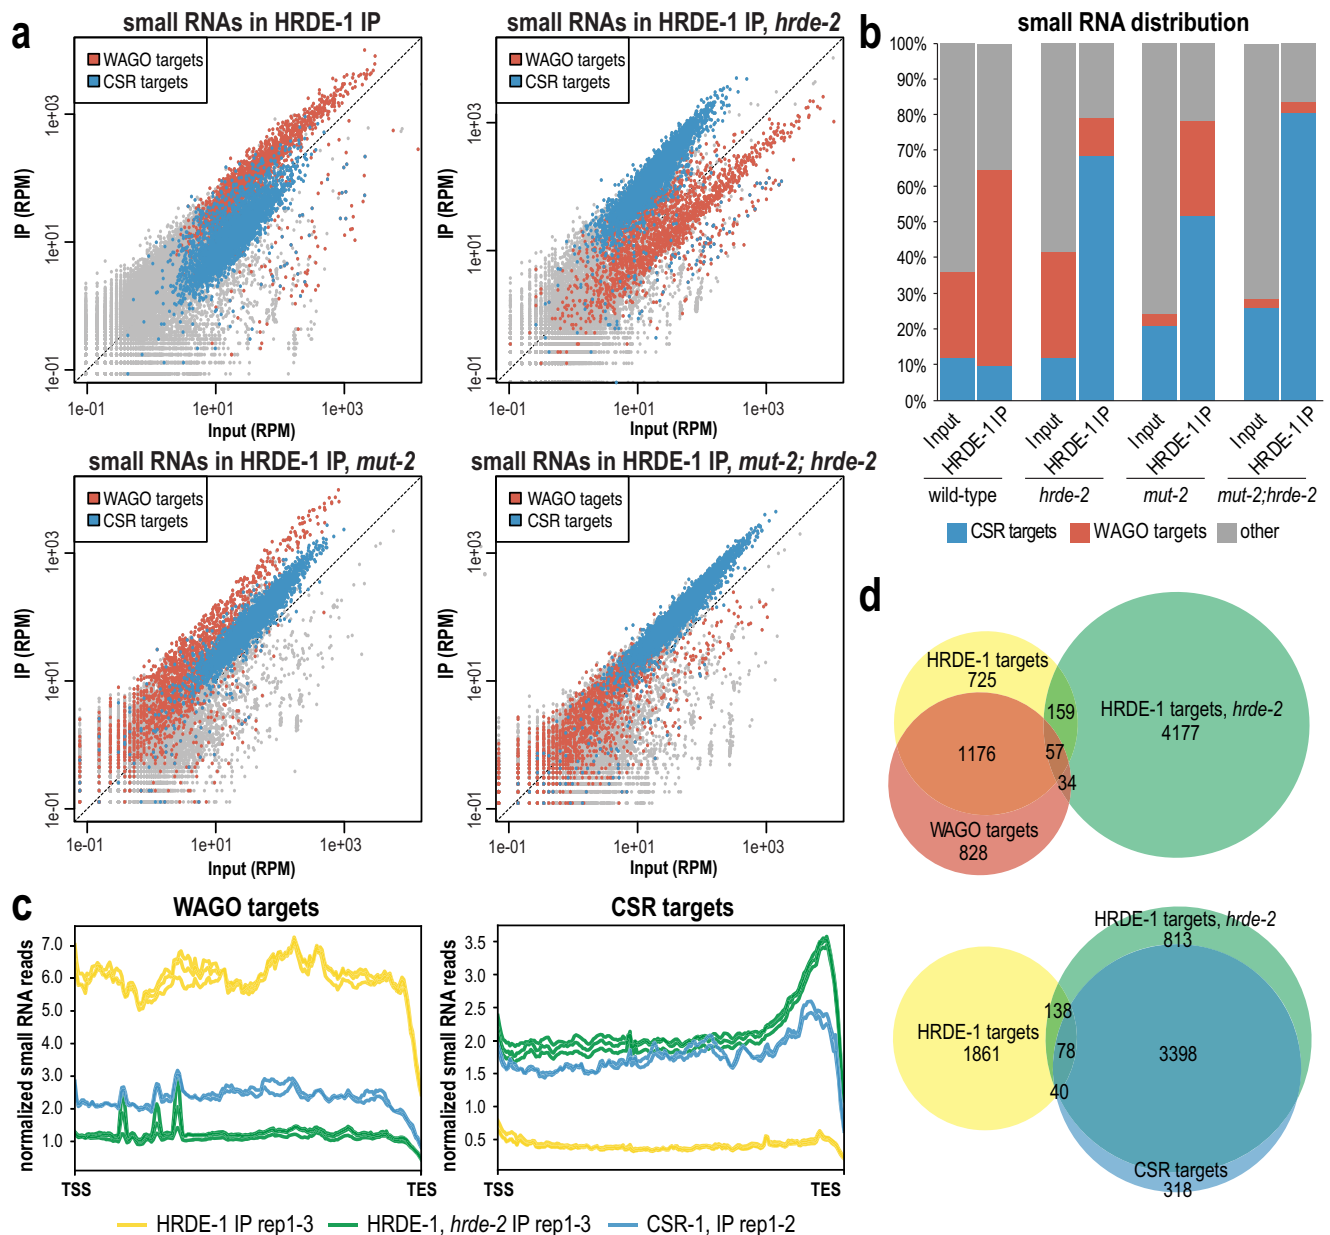 a
small RNAs in HRDE-1 IP
WAGO targets
CSR targets
IP (RPM)
1e+03
1e+01
1e-01
1e-01
1e+01
1e+03
Input (RPM)
small RNAs in HRDE-1 IP, hrde-2
WAGO targets
CSR targets
IP (RPM)
1e+03
1e+01
1e-01
1e-01
1e+01
1e+03
Input (RPM)
small RNAs in HRDE-1 IP, mut-2
WAGO targets
CSR targets
IP (RPM)
1e+03
1e+01
1e-01
1e-01
1e+01
1e+03
Input (RPM)
small RNAs in HRDE-1 IP, mut-2; hrde-2
WAGO tagets
CSR targets
IP (RPM)
1e+03
1e+01
1e-01
1e-01
1e+01
1e+03
Input (RPM)
b
small RNA distribution
100%
90%
80%
70%
60%
50%
40%
30%
20%
10%
0%
Input
HRDE-1 IP
Input
HRDE-1 IP
Input
HRDE-1 IP
Input
HRDE-1 IP
wild-type
hrde-2
mut-2
mut-2;hrde-2
CSR targets
WAGO targets
other
c
WAGO targets
normalized small RNA reads
7.0
6.0
5.0
4.0
3.0
2.0
1.0
TSS
TES
CSR targets
normalized small RNA reads
3.5
3.0
2.5
2.0
1.5
1.0
0.5
TSS
TES
HRDE-1 IP rep1-3
HRDE-1, hrde-2 IP rep1-3
CSR-1, IP rep1-2
d
HRDE-1 targets
725
159
HRDE-1 targets, hrde-2
4177
1176
57
34
WAGO targets
828
HRDE-1 targets, hrde-2
813
138
HRDE-1 targets
1861
78
3398
40
CSR targets
318